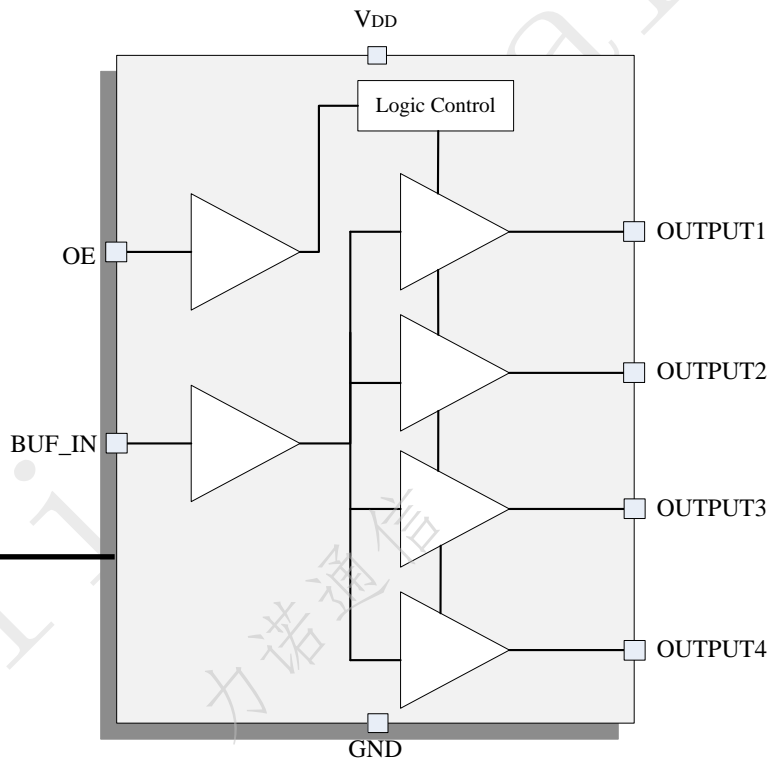 VDD
Logic Control
OE
OUTPUT1
OUTPUT2
BUF_IN
OUTPUT3
力诺通信
OUTPUT4
GND